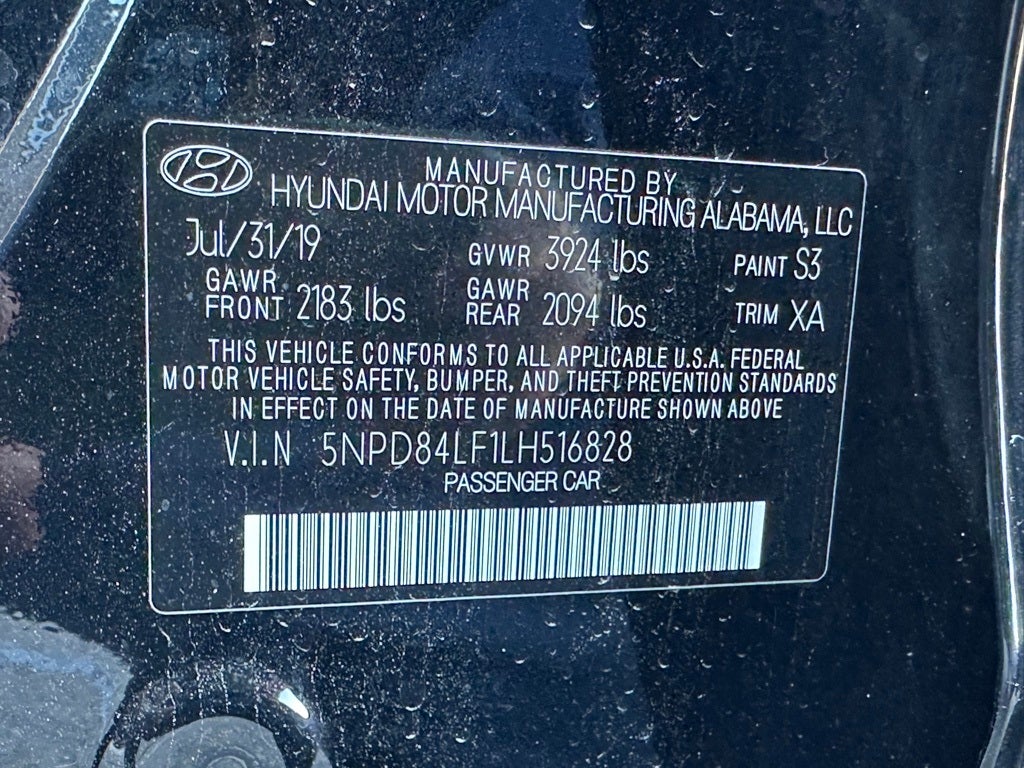 MANUFACTURED BY
HYUNDAI MOTOR MANUFACTURING ALABAMA, LLC
Jul/31/19 GVWR 3924 lbs PAINT S3
GAWR FRONT 2183 lbs GAWR REAR 2094 lbs TRIM XA
THIS VEHICLE CONFORMS TO ALL APPLICABLE U.S.A. FEDERAL
MOTOR VEHICLE SAFETY, BUMPER, AND THEFT PREVENTION STANDARDS
IN EFFECT ON THE DATE OF MANUFACTURE SHOWN ABOVE
V.I.N 5NPD84LF1LH516828
PASSENGER CAR